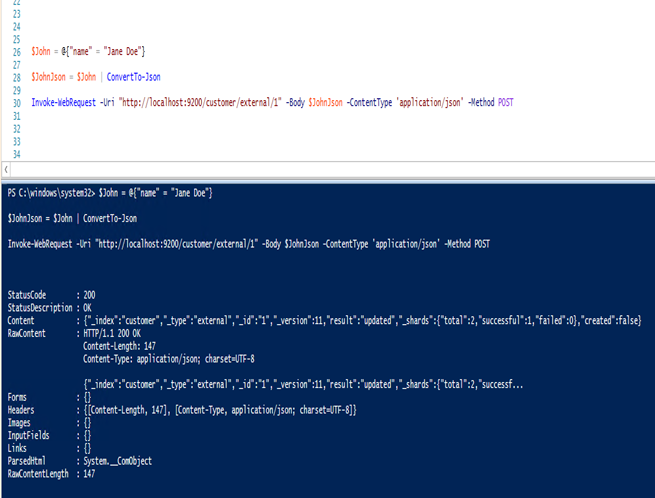 22
23
24
25
26 $John = @{"name" = "Jane Doe"}
27
28 $JohnJson = $John | ConvertTo-Json
29
30 Invoke-WebRequest -Uri "http://localhost:9200/customer/external/1" -Body $JohnJson -ContentType 'application/json' -Method POST
31
32
33
34
PS C:\windows\system32> $John = @{"name" = "Jane Doe"}
$JohnJson = $John | ConvertTo-Json
Invoke-WebRequest -Uri "http://localhost:9200/customer/external/1" -Body $JohnJson -ContentType 'application/json' -Method POST
StatusCode : 200
StatusDescription : OK
Content : {"_index":"customer","_type":"external","_id":"1","_version":11,"result":"updated","_shards":{"total":2,"successful":1,"failed":0},"created":false}
RawContent : HTTP/1.1 200 OK
Content-Length: 147
Content-Type: application/json; charset=UTF-8
{"_index":"customer","_type":"external","_id":"1","_version":11,"result":"updated","_shards":{"total":2,"successf...
Forms : {}
Headers : {[Content-Length, 147], [Content-Type, application/json; charset=UTF-8]}
Images : {}
InputFields : {}
Links : {}
ParsedHtml : System.__ComObject
RawContentLength : 147